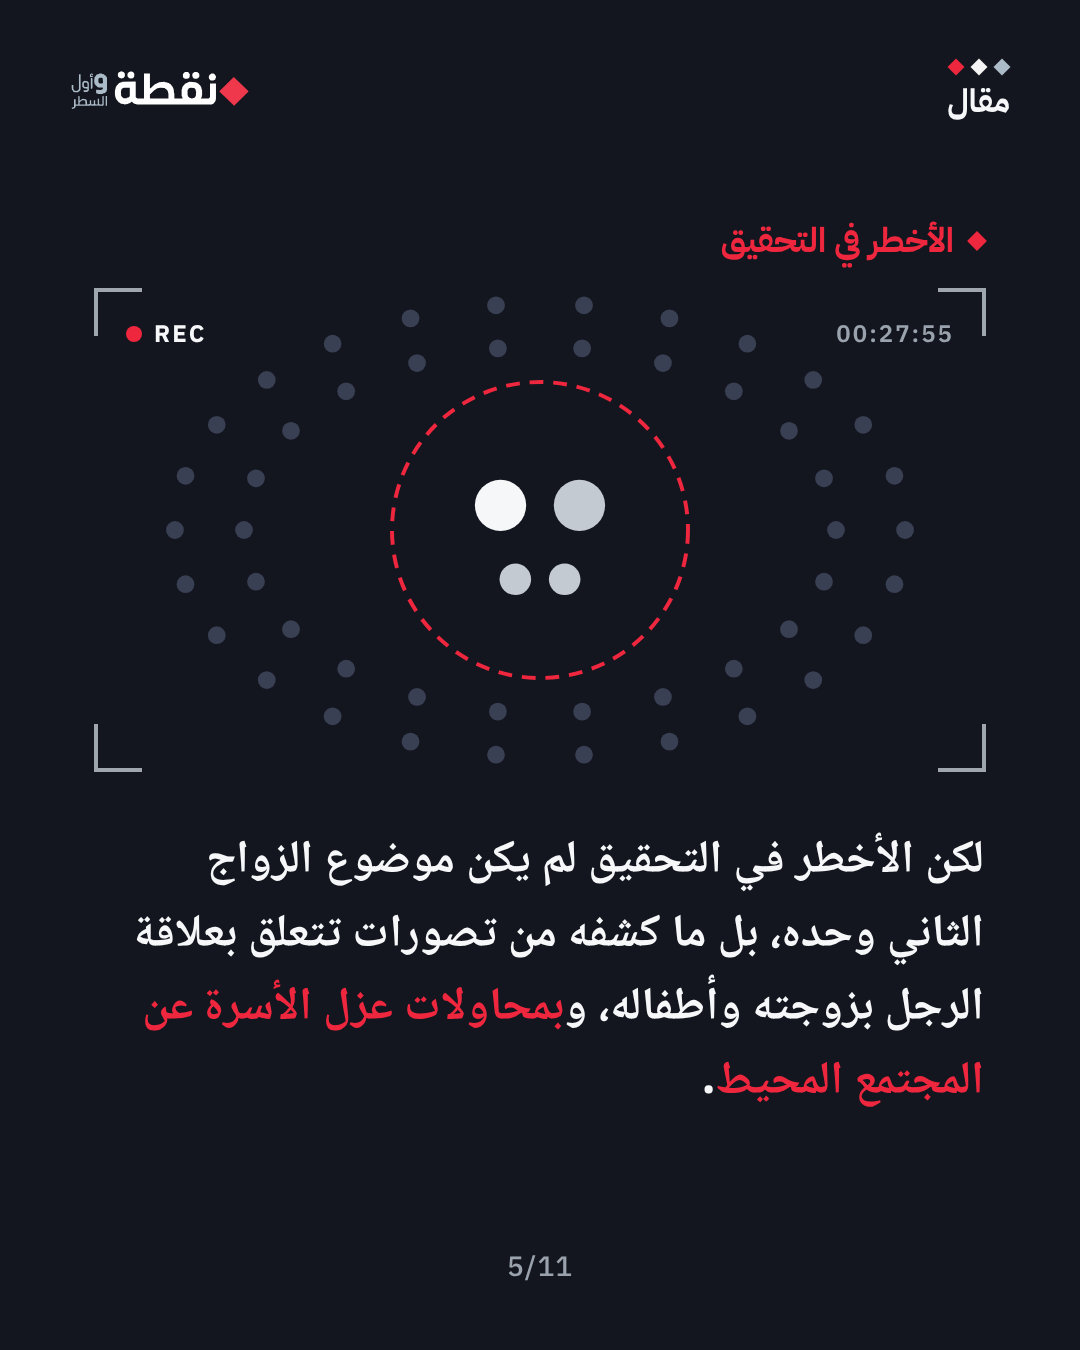 مقال
نقطة
وأول
السطر
الأخطر في التحقيق
REC
00:27:55
لكن الأخطر في التحقيق لم يكن موضوع الزواج
الثاني وحده، بل ما كشفه من تصورات تتعلق بعلاقة
الرجل بزوجته وأطفاله، وبمحاولات عزل الأسرة عن
المجتمع المحيط.
5/11